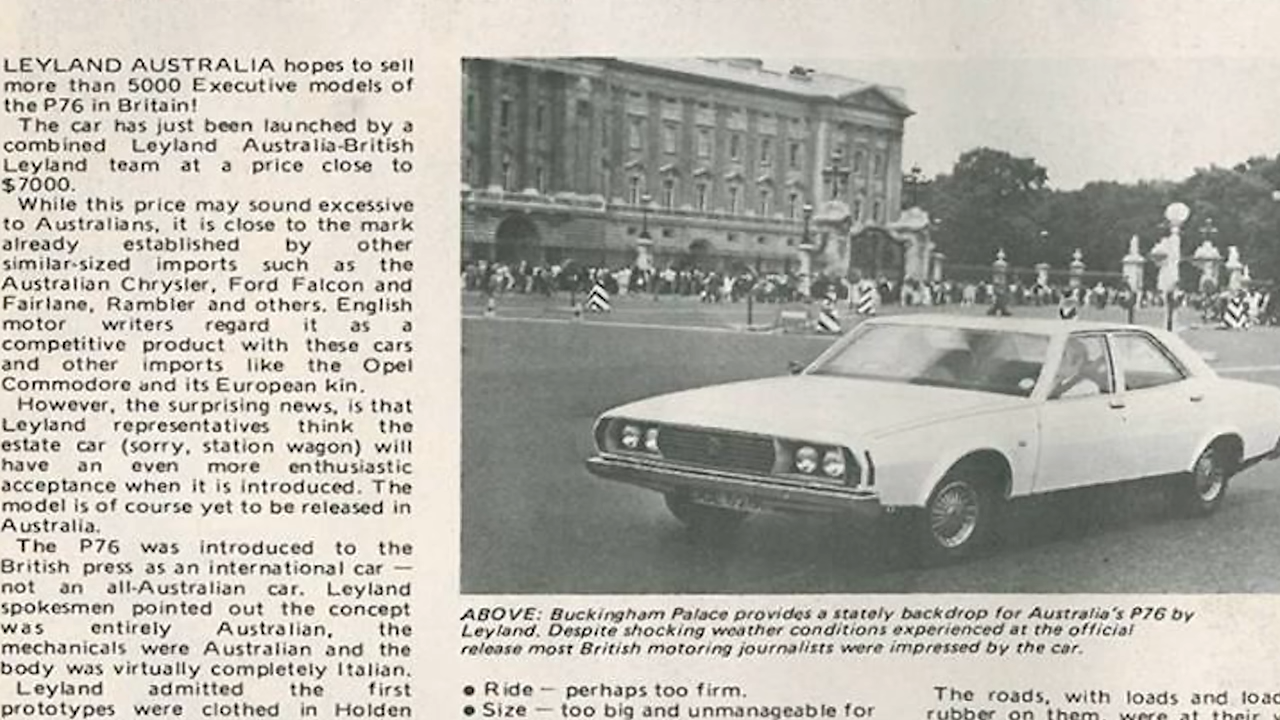 LEYLAND AUSTRALIA hopes to sell
more than 5000 Executive models of
the P76 in Britain!
The car has just been launched by a
combined Leyland Australia-British
Leyland team at a price close to
$7000.
While this price may sound excessive
to Australians, it is close to the mark
already established by other
similar-sized imports such as the
Australian Chrysler, Ford Falcon and
Fairlane, Rambler and others. English
motor writers regard it as a
competitive product with these cars
and other imports like the Opel
Commodore and its European kin.
However, the surprising news, is that
Leyland representatives think the
estate car (sorry, station wagon) will
have an even more enthusiastic
acceptance when it is introduced. The
model is of course yet to be released in
Australia.
The P76 was introduced to the
British press as an international car —
not an all-Australian car. Leyland
spokesmen pointed out the concept
was entirely Australian, the
mechanicals were Australian and the
body was virtually completely Italian.
Leyland admitted the first
prototypes were clothed in Holden
ABOVE: Buckingham Palace provides a stately backdrop for Australia's P76 by
Leyland. Despite shocking weather conditions experienced at the official
release most British motoring journalists were impressed by the car.
● Ride — perhaps too firm.
● Size — too big and unmanageable for
The roads, with loads and
rubber on them, were at their